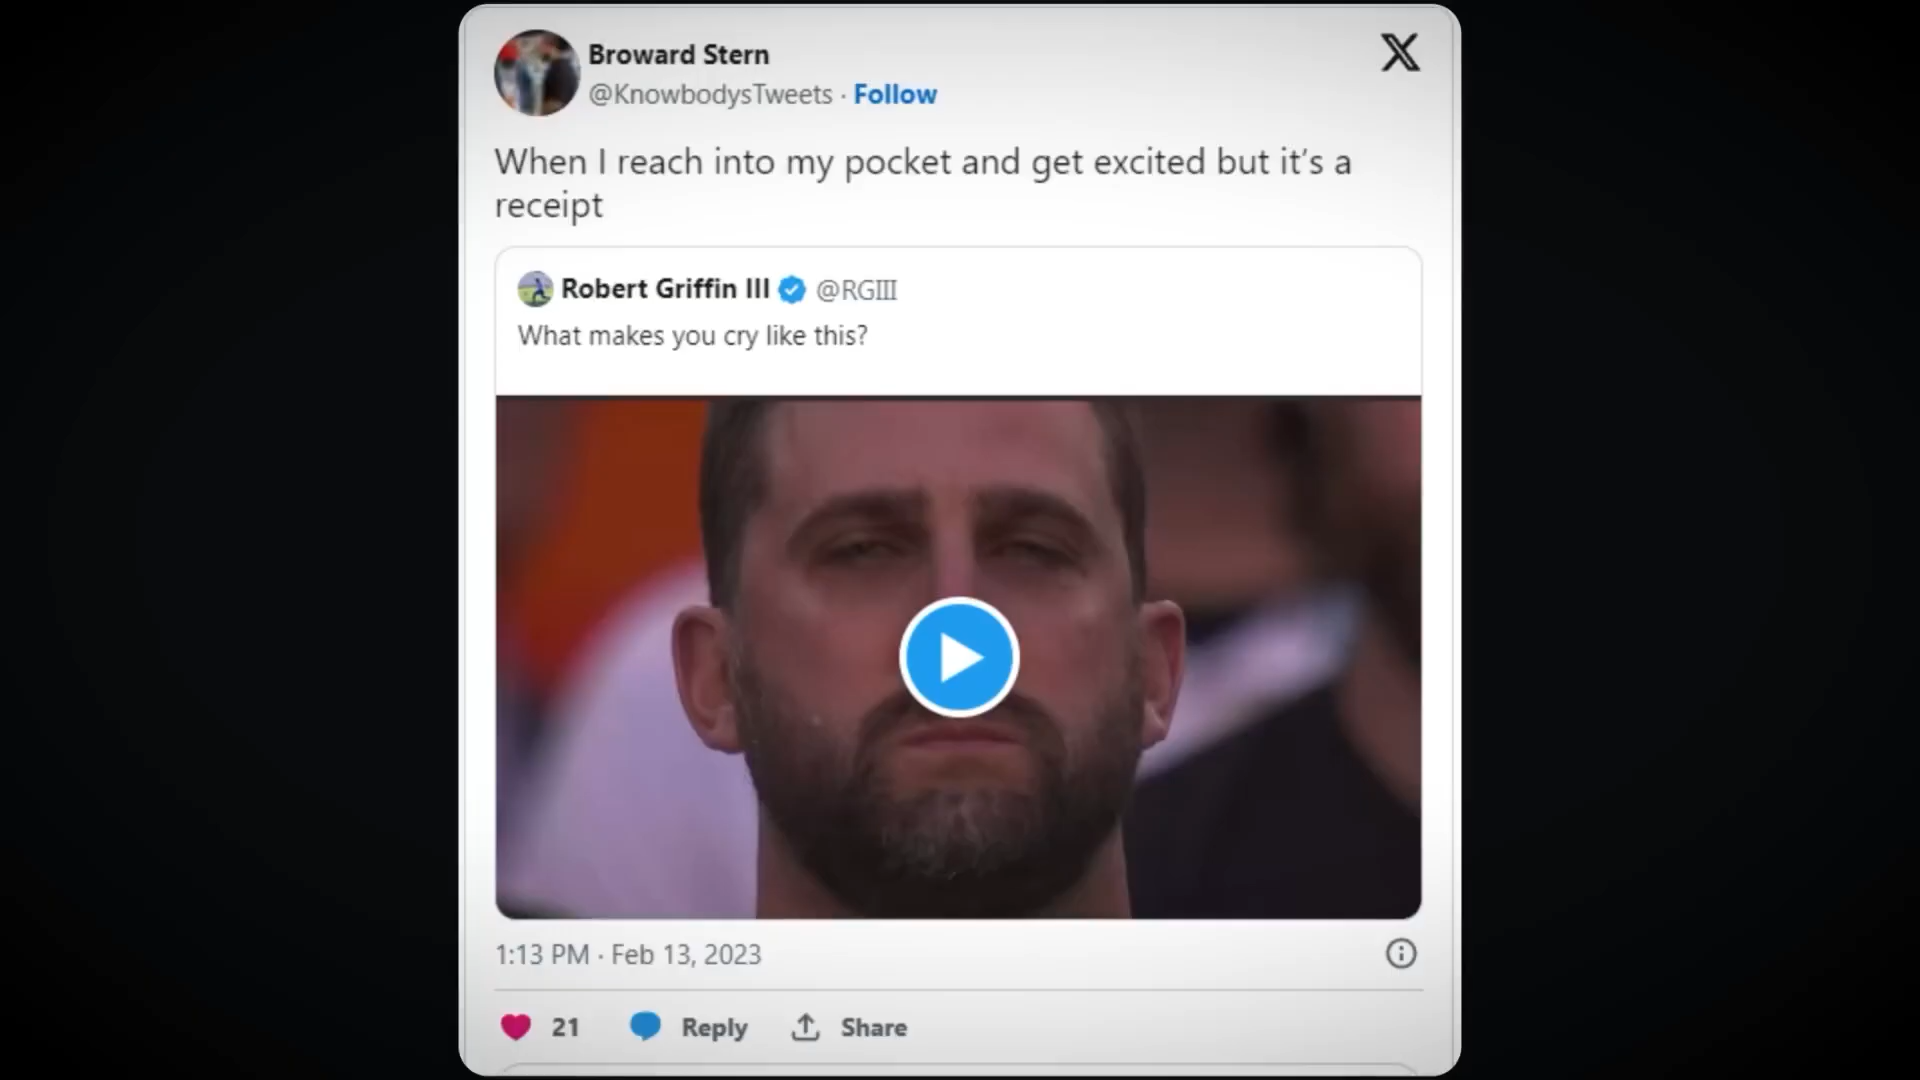 Broward Stern
@KnowbodysTweets · Follow
When I reach into my pocket and get excited but it’s a
receipt
Robert Griffin III @RGIII
What makes you cry like this?
1:13 PM · Feb 13, 2023
21 Reply Share